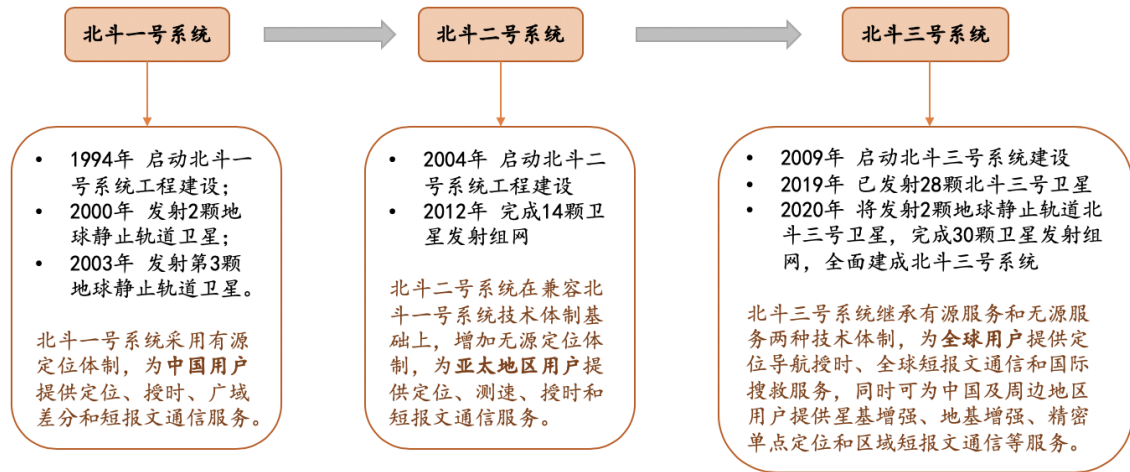 北斗一号系统
北斗二号系统
北斗三号系统
• 1994年 启动北斗一
号系统工程建设；
• 2000年 发射2颗地
球静止轨道卫星；
• 2003年 发射第3颗
地球静止轨道卫星。
北斗一号系统采用有源
定位体制，为中国用户
提供定位、授时、广域
差分和短报文通信服务。
• 2004年 启动北斗二
号系统工程建设
• 2012年 完成14颗卫
星发射组网
北斗二号系统在兼容北
斗一号系统技术体制基
础上，增加无源定位体
制，为亚太地区用户提
供定位、测速、授时和
短报文通信服务。
• 2009年 启动北斗三号系统建设
• 2019年 已发射28颗北斗三号卫星
• 2020年 将发射2颗地球静止轨道北
斗三号卫星，完成30颗卫星发射组
网，全面建成北斗三号系统
北斗三号系统继承有源服务和无源服
务两种技术体制，为全球用户提供定
位导航授时、全球短报文通信和国际
搜救服务，同时可为中国及周边地区
用户提供星基增强、地基增强、精密
单点定位和区域短报文通信等服务。